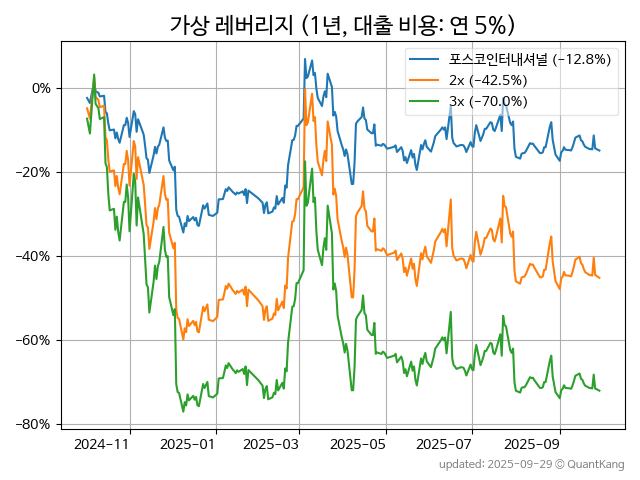 가상 레버리지 (1년, 대출 비용: 연 5%)
포스코인터내셔널 (−12.8%)
2x (−42.5%)
3x (−70.0%)
0%
−20%
−40%
−60%
−80%
2024-11 2025-01 2025-03 2025-05 2025-07 2025-09
updated: 2025-09-29 © QuantKang